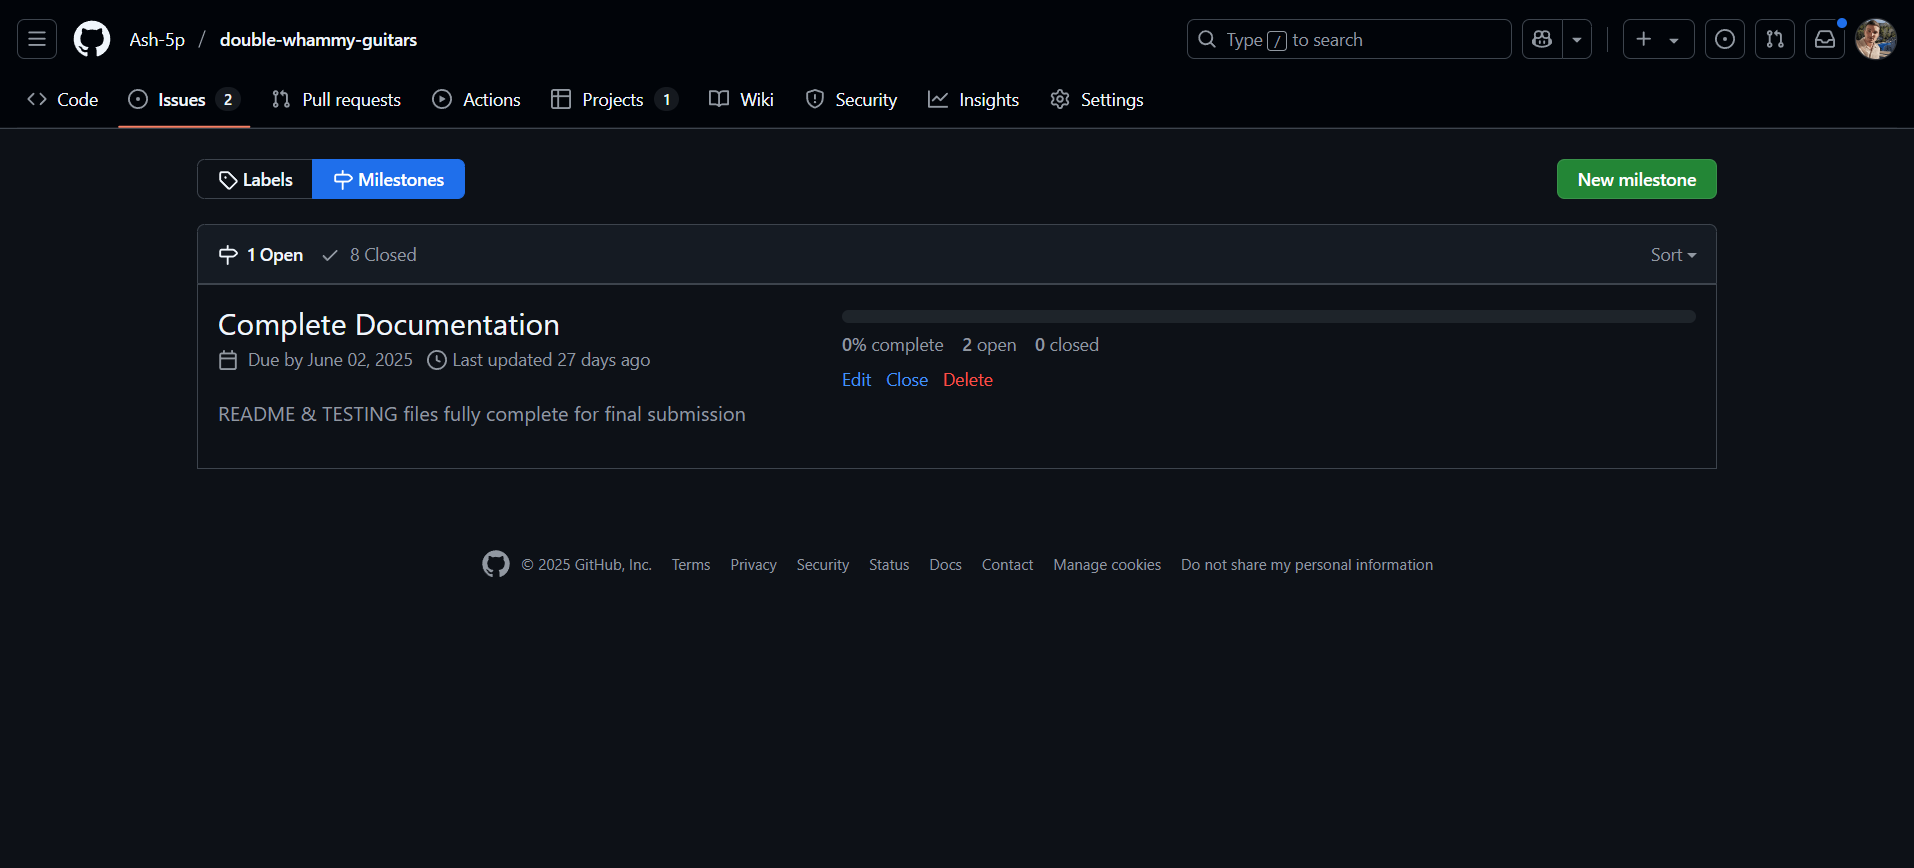 Ash-5p / double-whammy-guitars
Type / to search
Code Issues 2 Pull requests Actions Projects 1 Wiki Security Insights Settings
Labels Milestones New milestone
1 Open 8 Closed Sort
Complete Documentation
Due by June 02, 2025 Last updated 27 days ago
README & TESTING files fully complete for final submission
0% complete 2 open 0 closed
Edit Close Delete
© 2025 GitHub, Inc. Terms Privacy Security Status Docs Contact Manage cookies Do not share my personal information